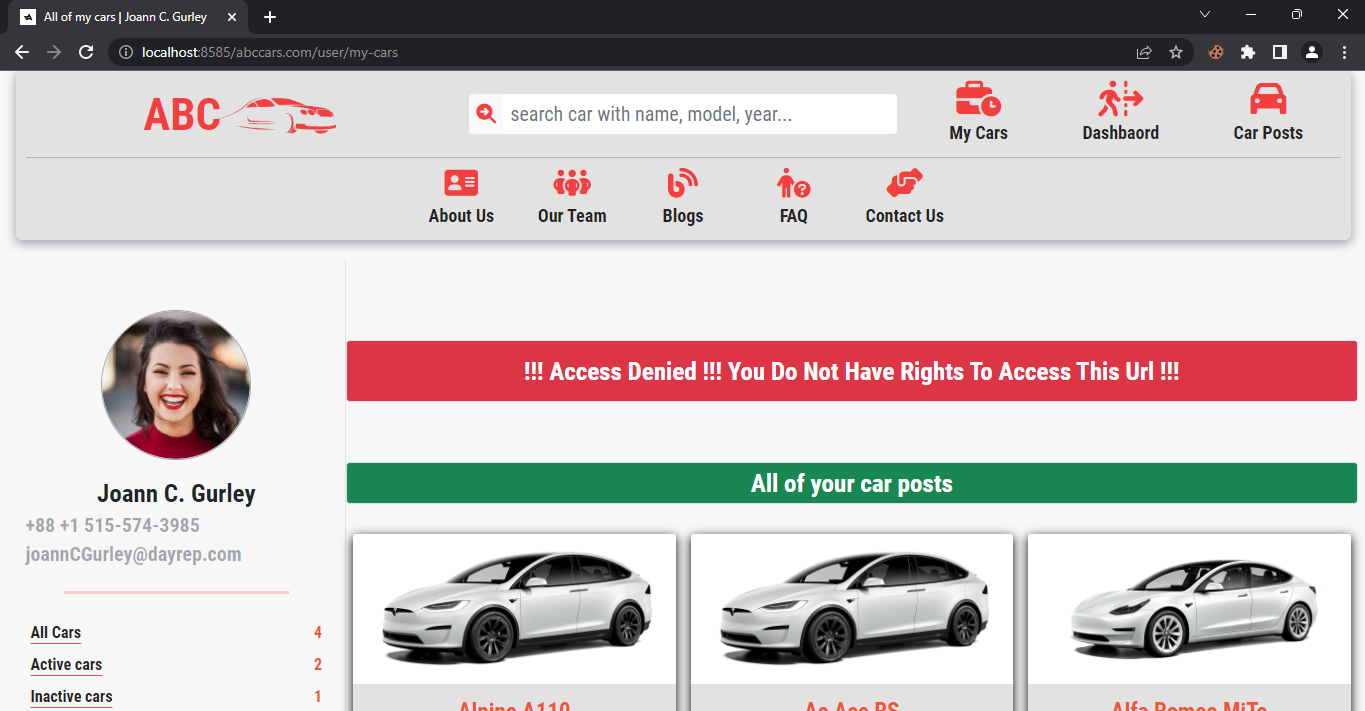 All of my cars | Joann C. Gurley
localhost:8585/abccars.com/user/my-cars
ABC
search car with name, model, year...
My Cars
Dashbaord
Car Posts
About Us
Our Team
Blogs
FAQ
Contact Us
!!! Access Denied !!! You Do Not Have Rights To Access This Url !!!
Joann C. Gurley
+88 +1 515-574-3985
joannCGurley@dayrep.com
All Cars 4
Active cars 2
Inactive cars 1
All of your car posts
Alpine A110
Ac Ace RS
Alfa Romeo MiTo